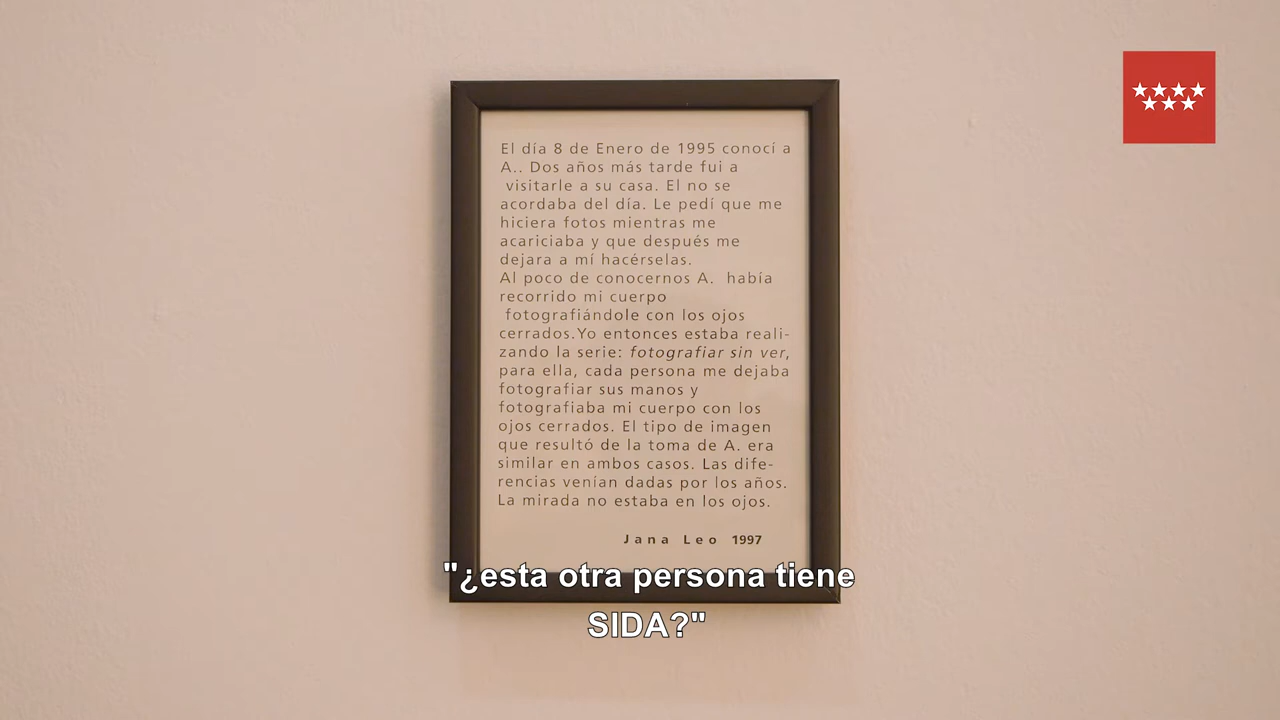 El día 8 de Enero de 1995 conocí a
A.. Dos años más tarde fui a
visitarle a su casa. El no se
acordaba del día. Le pedí que me
hiciera fotos mientras me
acariciaba y que después me
dejara a mí hacérselas.
Al poco de conocernos A. había
recorrido mi cuerpo
fotografiándole con los ojos
cerrados.Yo entonces estaba reali-
zando la serie: fotografiar sin ver,
para ella, cada persona me dejaba
fotografiar sus manos y
fotografiaba mi cuerpo con los
ojos cerrados. El tipo de imagen
que resultó de la toma de A. era
similar en ambos casos. Las dife-
rencias venían dadas por los años.
La mirada no estaba en los ojos.
Jana Leo 1997
"¿esta otra persona tiene
SIDA?"